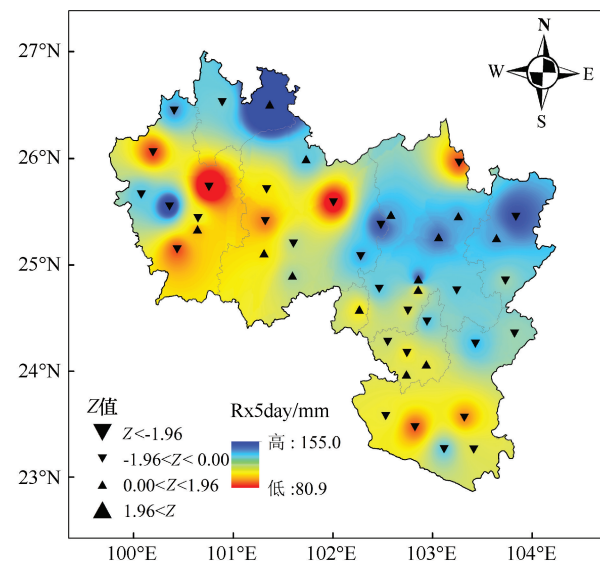 27°N
26°N
25°N
24°N
23°N
N
W E
S
Z值
Z<-1.96
-1.96<Z< 0.00
0.00<Z<1.96
1.96<Z
Rx5day/mm
高 : 155.0
低 :80.9
100°E 101°E 102°E 103°E 104°E